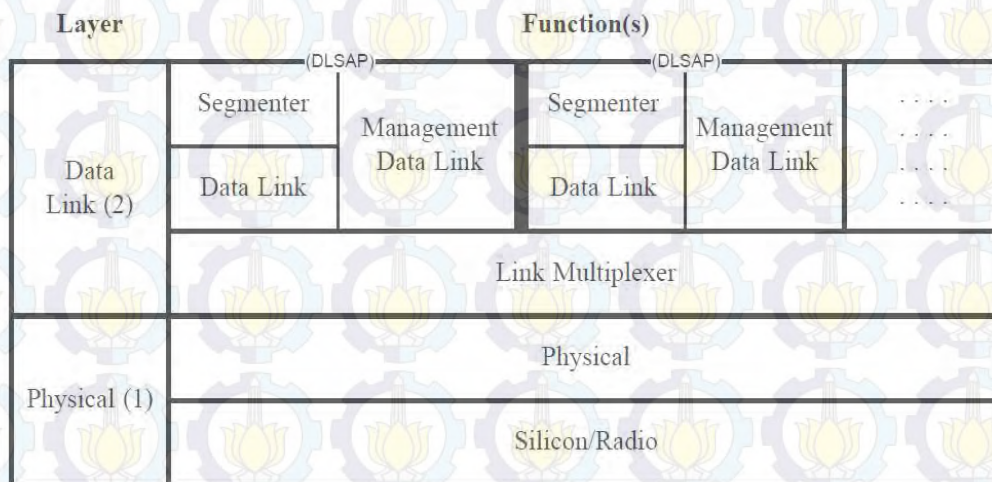 Layer
Function(s)
(DLSAP)
(DLSAP)
Data
Link (2)
Segmenter
Data Link
Management
Data Link
Segmenter
Data Link
Management
Data Link
. . . .
. . . .
. . . .
. . . .
Link Multiplexer
Physical (1)
Physical
Silicon/Radio